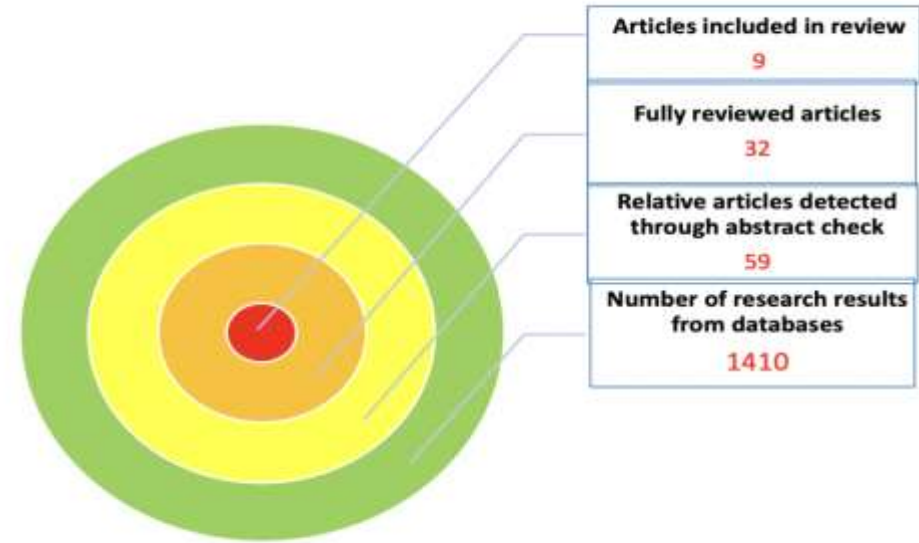 Articles included in review
9
Fully reviewed articles
32
Relative articles detected
through abstract check
59
Number of research results
from databases
1410